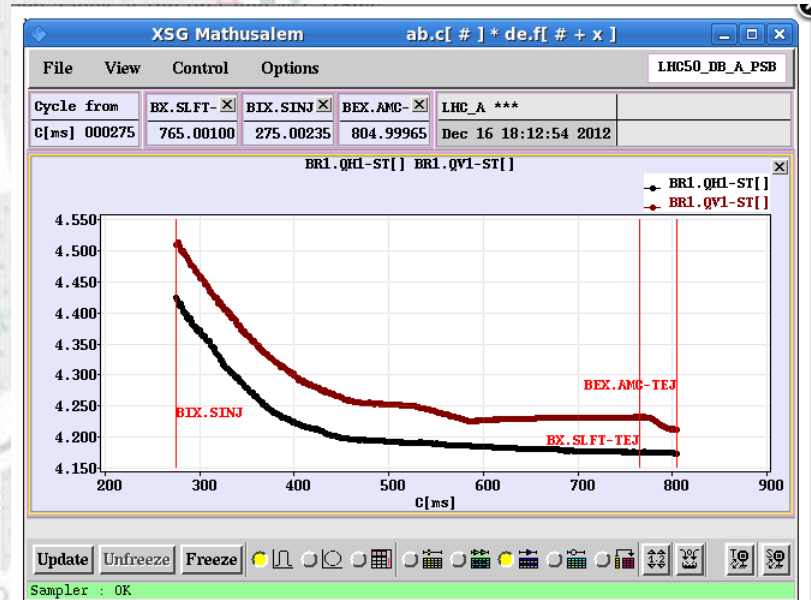 XSG Mathusalem ab.c[ # ] * de.f[ # + x ]
File View Control Options LHC50_DB_A_PSB
Cycle from BX.SLFT- BIX.SINJ BEX.AMC- LHC_A ***
C[ms] 000275 765.00100 275.00235 804.99965 Dec 16 18:12:54 2012
BR1.QH1-ST[] BR1.QV1-ST[]
BR1.QH1-ST[]
BR1.QV1-ST[]
4.550
4.500
4.450
4.400
4.350
4.300
BEX.AMC-TEJ
4.250
BIX.SINJ
4.200
BX.SLFT-TEJ
4.150
200 300 400 500 600 700 800 900
C[ms]
Update Unfreeze Freeze
Sampler : OK